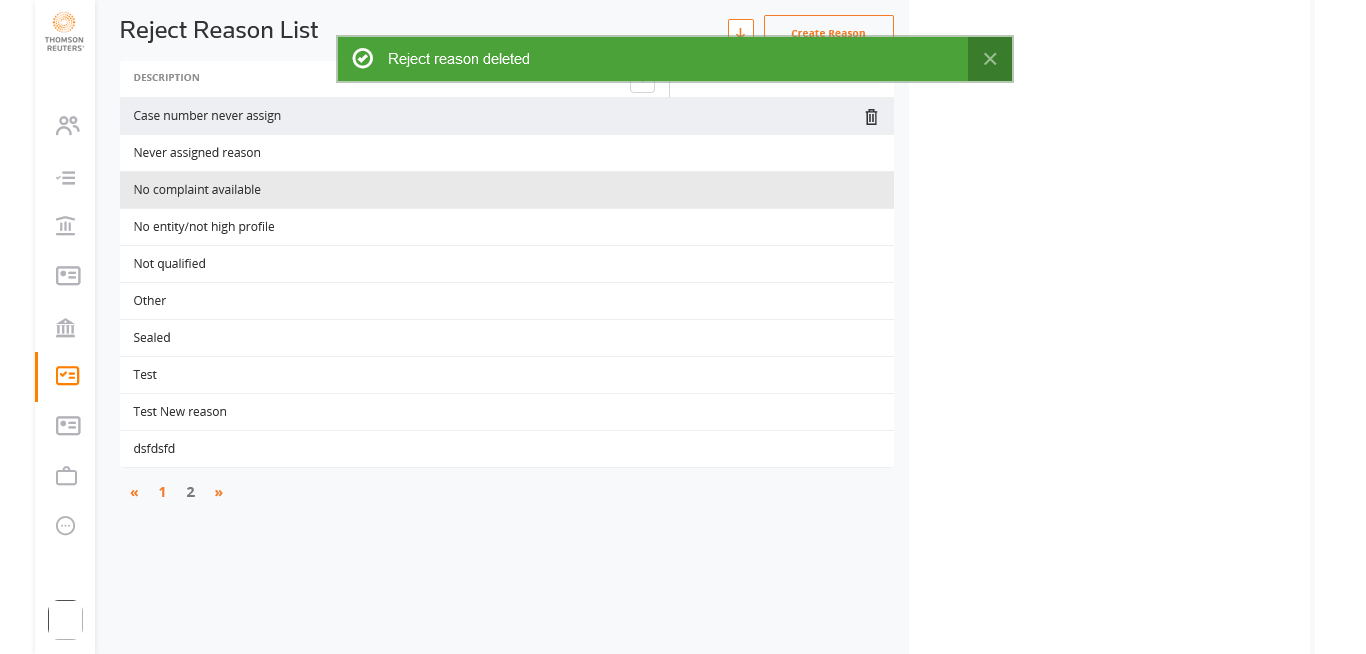 THOMSON
REUTERS
Reject Reason List
Create Reason
Reject reason deleted
DESCRIPTION
Case number never assign
Never assigned reason
No complaint available
No entity/not high profile
Not qualified
Other
Sealed
Test
Test New reason
dsfdsfd
« 1 2 »